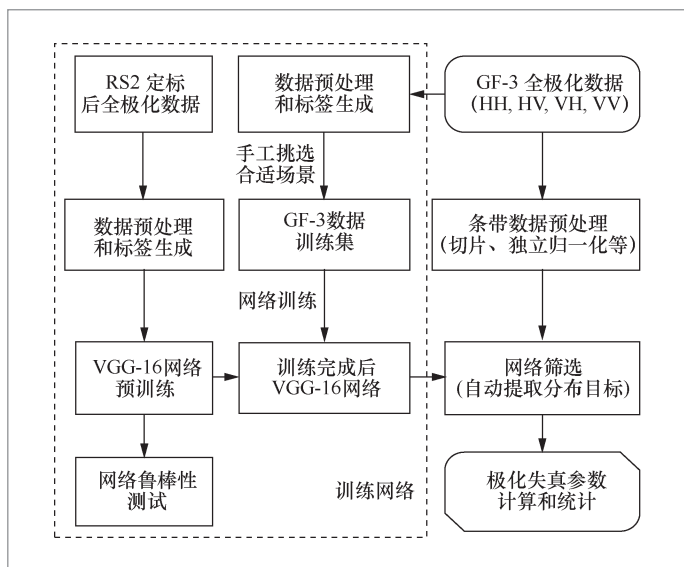 RS2 定标
后全极化数据
数据预处理
和标签生成
GF-3 全极化数据
(HH, HV, VH, VV)
手工挑选
合适场景
数据预处理
和标签生成
GF-3数据
训练集
条带数据预处理
(切片、独立归一化等)
网络训练
VGG-16网络
预训练
训练完成后
VGG-16网络
网络筛选
(自动提取分布目标)
网络鲁棒性
测试
训练网络
极化失真参数
计算和统计